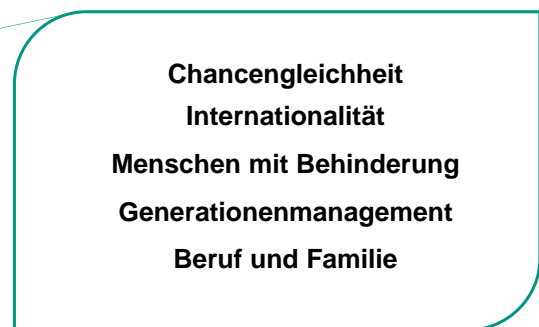 Chancengleichheit
Internationalität
Menschen mit Behinderung
Generationenmanagement
Beruf und Familie